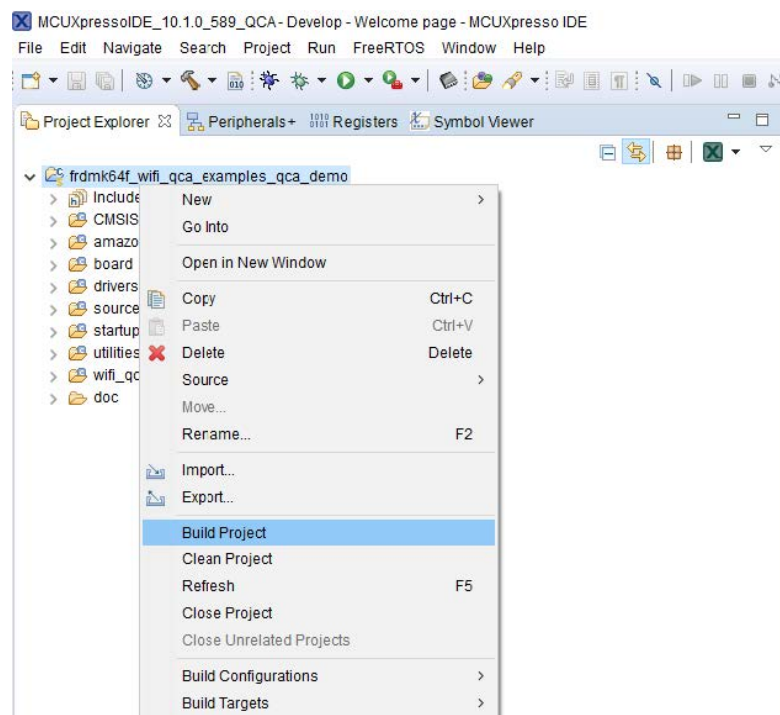 MCUXpressoIDE_10.1.0_589_QCA - Develop - Welcome page - MCUXpresso IDE
File Edit Navigate Search Project Run FreeRTOS Window Help
Project Explorer Peripherals+ Registers Symbol Viewer
frdmk64f_wifi_qca_examples_qca_demo
Include
New
CMSIS
Go Into
amazo
board
Open in New Window
drivers
Copy Ctrl+C
source
startup
Paste Ctrl+V
utilities
Delete Delete
wifi_qc
Source
doc
Move...
Rename... F2
Import...
Export...
Build Project
Clean Project
Refresh F5
Close Project
Close Unrelated Projects
Build Configurations
Build Targets